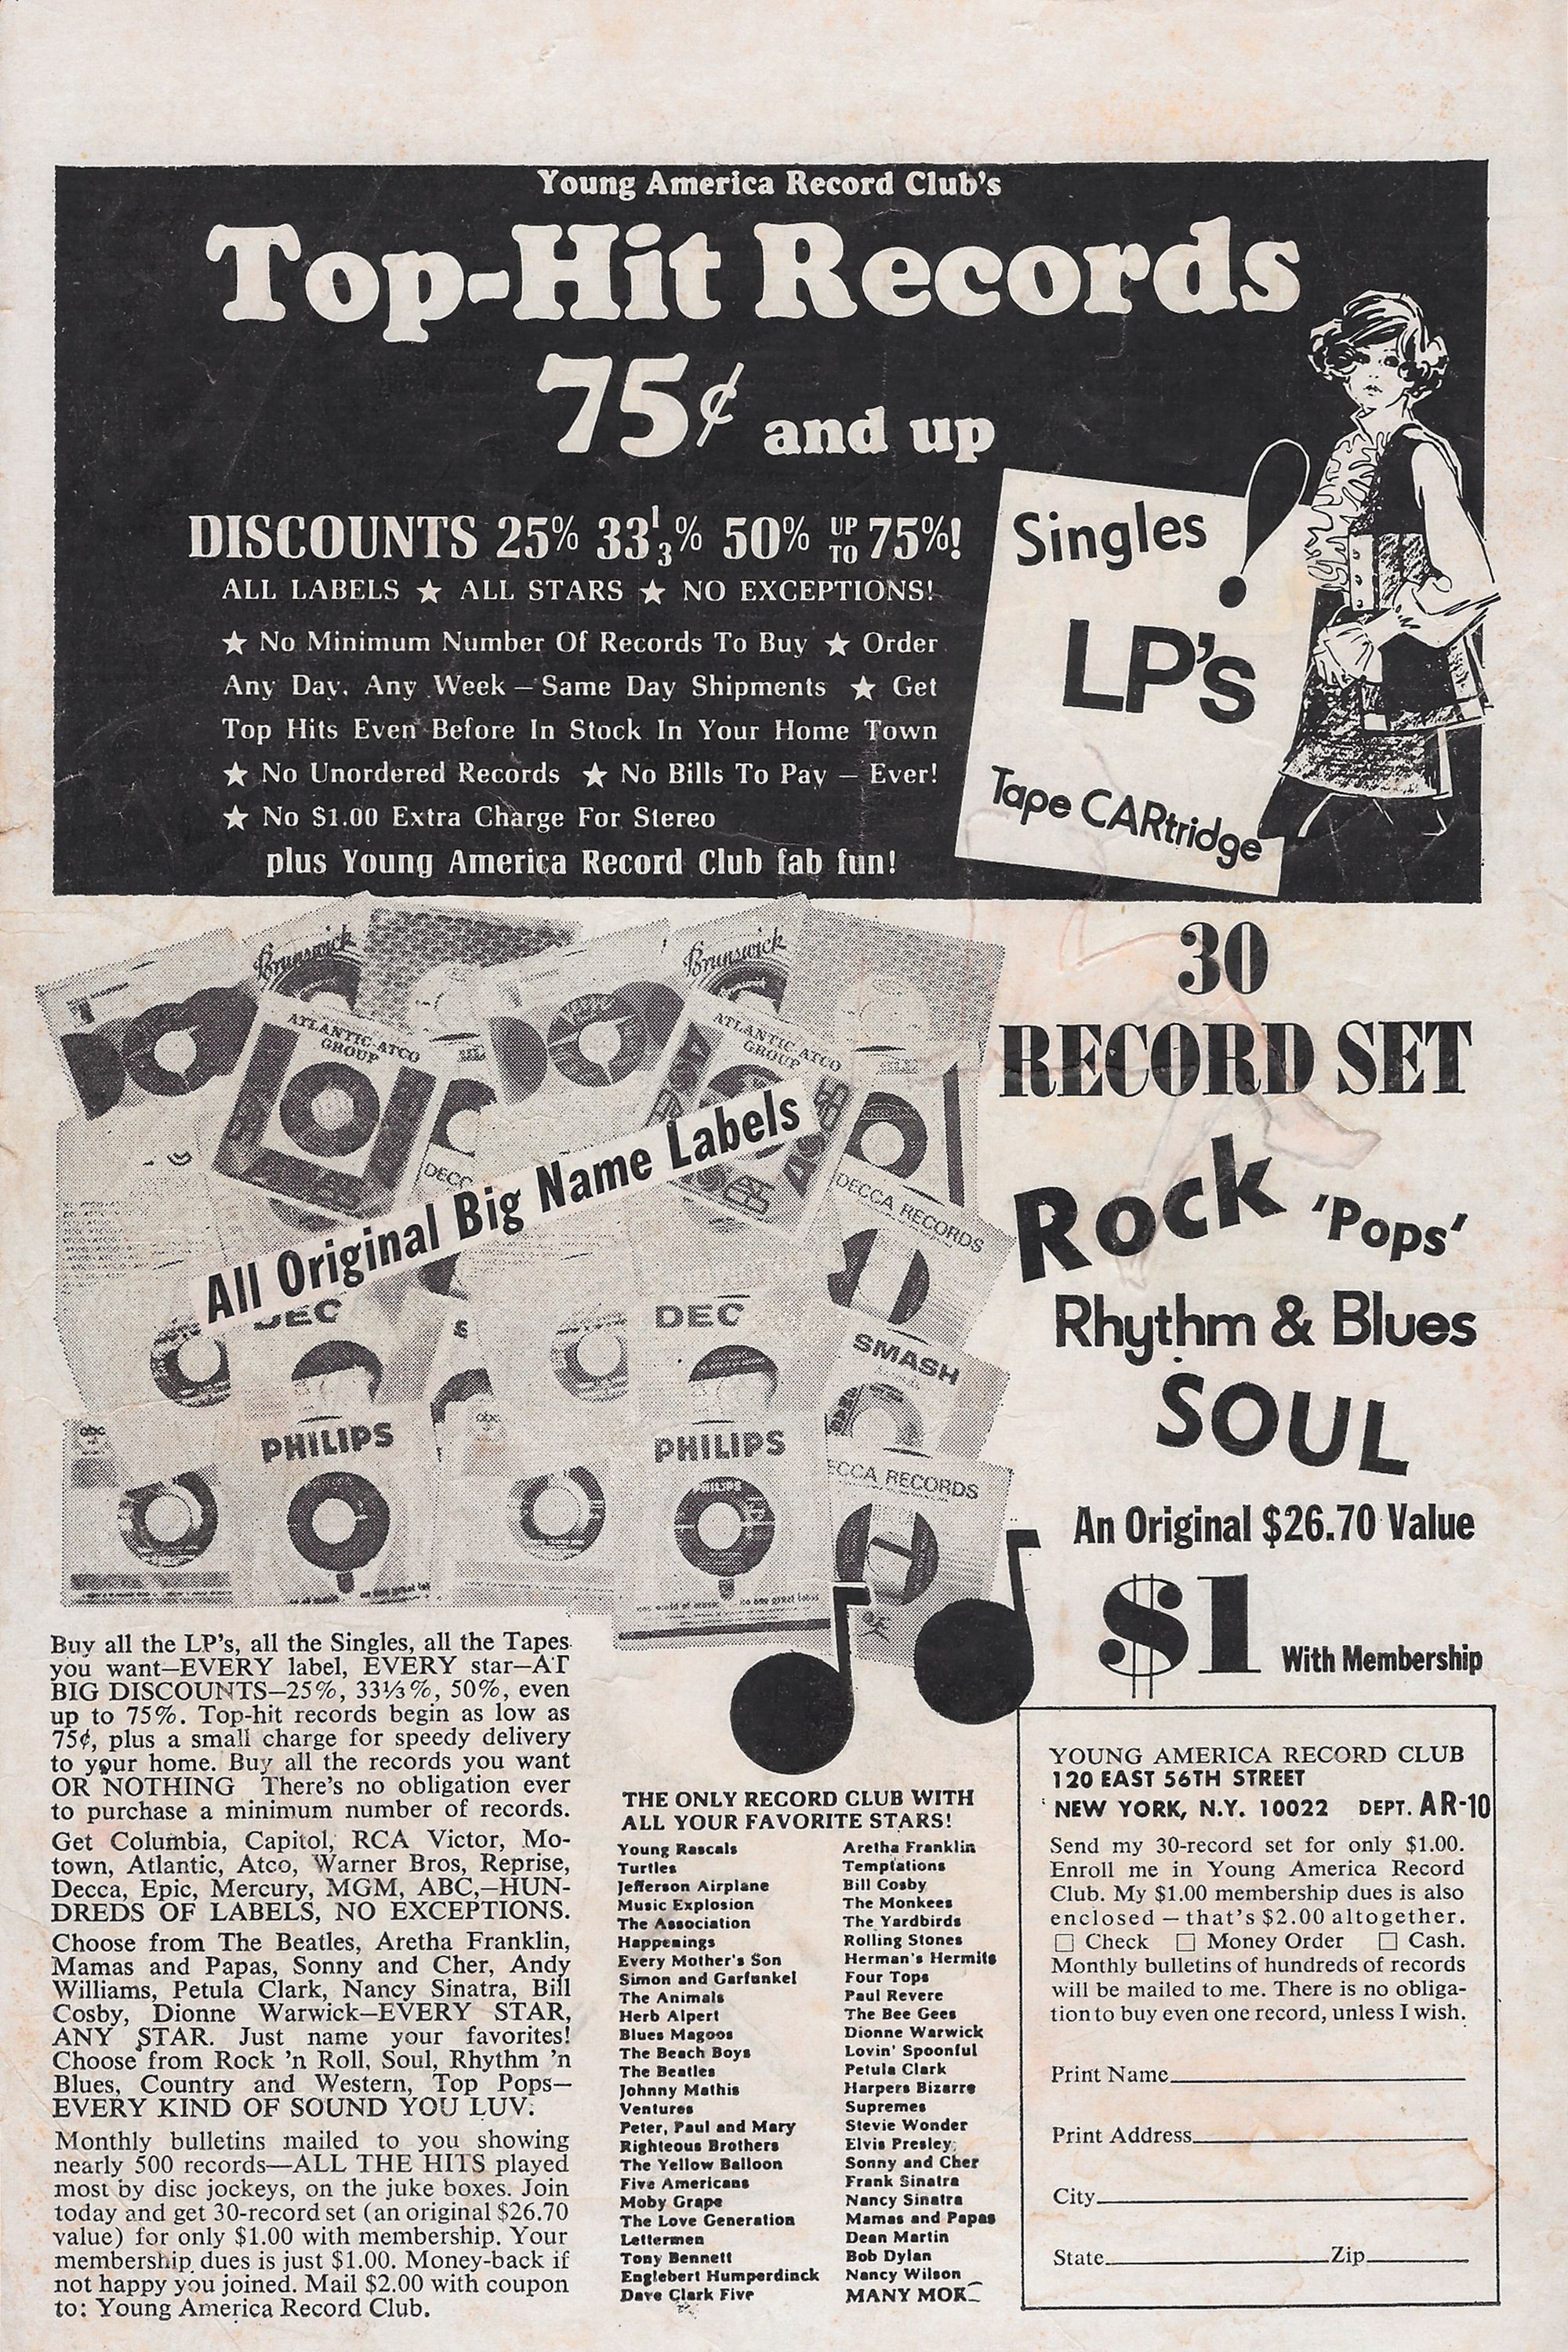 Young America Record Club's
Top-Hit Records
75¢ and up
DISCOUNTS 25% 33⅓% 50% UP TO 75%!
ALL LABELS ★ ALL STARS ★ NO EXCEPTIONS!
★ No Minimum Number Of Records To Buy ★ Order
Any Day, Any Week – Same Day Shipments ★ Get
Top Hits Even Before In Stock In Your Home Town
★ No Unordered Records ★ No Bills To Pay – Ever!
★ No $1.00 Extra Charge For Stereo
plus Young America Record Club fab fun!
Singles
!
LP's
Tape CARtridge
Brunswick
Brunswick
ATLANTIC-ATCO
GROUP
ATLANTIC-ATCO
GROUP
DECC
DECCA RECORDS
All Original Big Name Labels
DEC
DEC
SMASH
abc
PHILIPS
abc
PHILIPS
PHILIPS
ECCA RECORDS
30
RECORD SET
Rock 'Pops'
Rhythm & Blues
SOUL
An Original $26.70 Value
$1 With Membership
Buy all the LP's, all the Singles, all the Tapes
you want—EVERY label, EVERY star—AT
BIG DISCOUNTS—25%, 33⅓%, 50%, even
up to 75%. Top-hit records begin as low as
75¢, plus a small charge for speedy delivery
to your home. Buy all the records you want
OR NOTHING There's no obligation ever
to purchase a minimum number of records.
Get Columbia, Capitol, RCA Victor, Mo-
town, Atlantic, Atco, Warner Bros, Reprise,
Decca, Epic, Mercury, MGM, ABC,—HUN-
DREDS OF LABELS, NO EXCEPTIONS.
Choose from The Beatles, Aretha Franklin,
Mamas and Papas, Sonny and Cher, Andy
Williams, Petula Clark, Nancy Sinatra, Bill
Cosby, Dionne Warwick—EVERY STAR,
ANY STAR. Just name your favorites!
Choose from Rock 'n Roll, Soul, Rhythm 'n
Blues, Country and Western, Top Pops—
EVERY KIND OF SOUND YOU LUV.
Monthly bulletins mailed to you showing
nearly 500 records—ALL THE HITS played
most by disc jockeys, on the juke boxes. Join
today and get 30-record set (an original $26.70
value) for only $1.00 with membership. Your
membership dues is just $1.00. Money-back if
not happy you joined. Mail $2.00 with coupon
to: Young America Record Club.
THE ONLY RECORD CLUB WITH
ALL YOUR FAVORITE STARS!
Young Rascals
Turtles
Jefferson Airplane
Music Explosion
The Association
Happenings
Every Mother's Son
Simon and Garfunkel
The Animals
Herb Alpert
Blues Magoos
The Beach Boys
The Beatles
Johnny Mathis
Ventures
Peter, Paul and Mary
Righteous Brothers
The Yellow Balloon
Five Americans
Moby Grape
The Love Generation
Lettermen
Tony Bennett
Englebert Humperdinck
Dave Clark Five
Aretha Franklin
Temptations
Bill Cosby
The Monkees
The Yardbirds
Rolling Stones
Herman's Hermits
Four Tops
Paul Revere
The Bee Gees
Dionne Warwick
Lovin' Spoonful
Petula Clark
Harpers Bizarre
Supremes
Stevie Wonder
Elvis Presley
Sonny and Cher
Frank Sinatra
Nancy Sinatra
Mamas and Papas
Dean Martin
Bob Dylan
Nancy Wilson
MANY MORE
YOUNG AMERICA RECORD CLUB
120 EAST 56TH STREET
NEW YORK, N.Y. 10022 DEPT. AR-10
Send my 30-record set for only $1.00.
Enroll me in Young America Record
Club. My $1.00 membership dues is also
enclosed — that's $2.00 altogether.
☐ Check ☐ Money Order ☐ Cash.
Monthly bulletins of hundreds of records
will be mailed to me. There is no obliga-
tion to buy even one record, unless I wish.
Print Name
Print Address
City
State Zip